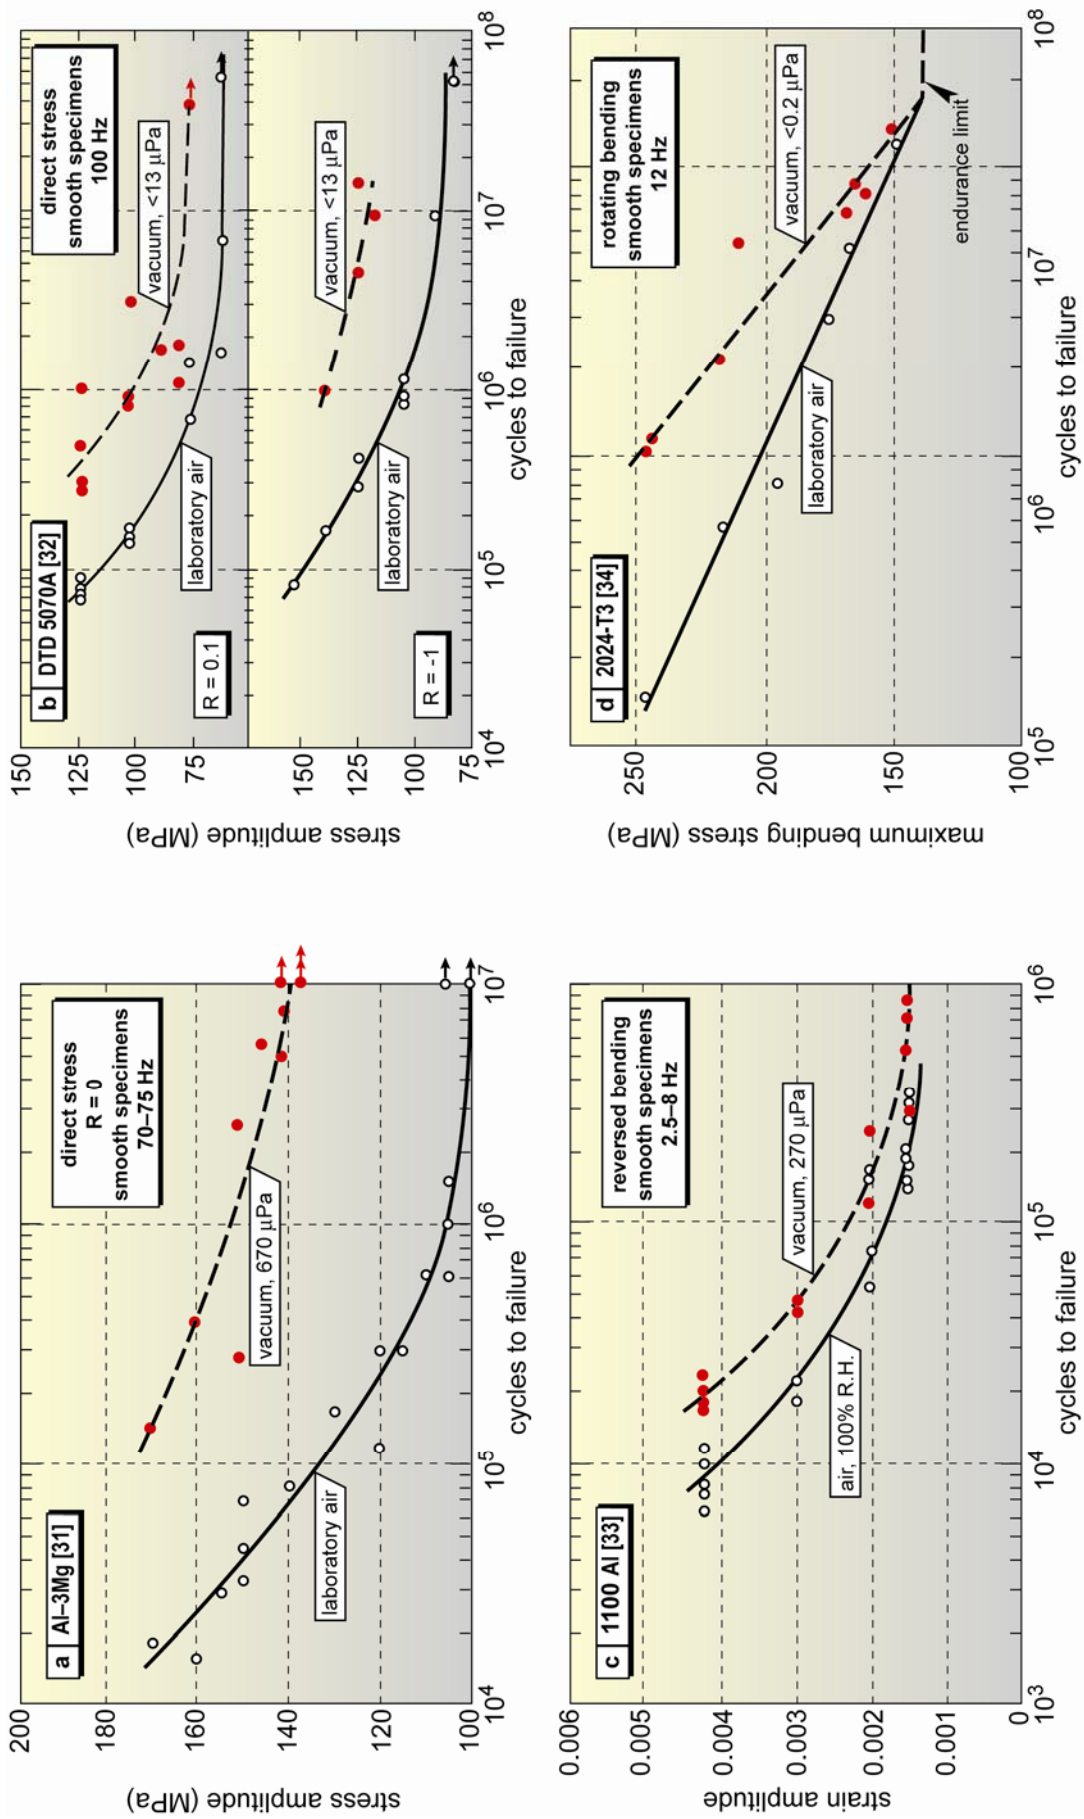 a Al–3Mg [31]
direct stress
R = 0
smooth specimens
70–75 Hz
vacuum, 670 µPa
laboratory air
stress amplitude (MPa)
200
180
160
140
120
100
10⁴ 10⁵ 10⁶ 10⁷
cycles to failure
b DTD 5070A [32]
direct stress
smooth specimens
100 Hz
vacuum, <13 µPa
laboratory air
R = 0.1
150
125
100
75
vacuum, <13 µPa
laboratory air
R = -1
150
125
100
75
stress amplitude (MPa)
10⁴ 10⁵ 10⁶ 10⁷ 10⁸
cycles to failure
c 1100 Al [33]
reversed bending
smooth specimens
2.5–8 Hz
vacuum, 270 µPa
air, 100% R.H.
strain amplitude
0.006
0.005
0.004
0.003
0.002
0.001
0
10³ 10⁴ 10⁵ 10⁶
cycles to failure
d 2024-T3 [34]
rotating bending
smooth specimens
12 Hz
vacuum, <0.2 µPa
laboratory air
endurance limit
maximum bending stress (MPa)
250
200
150
100
10⁵ 10⁶ 10⁷ 10⁸
cycles to failure